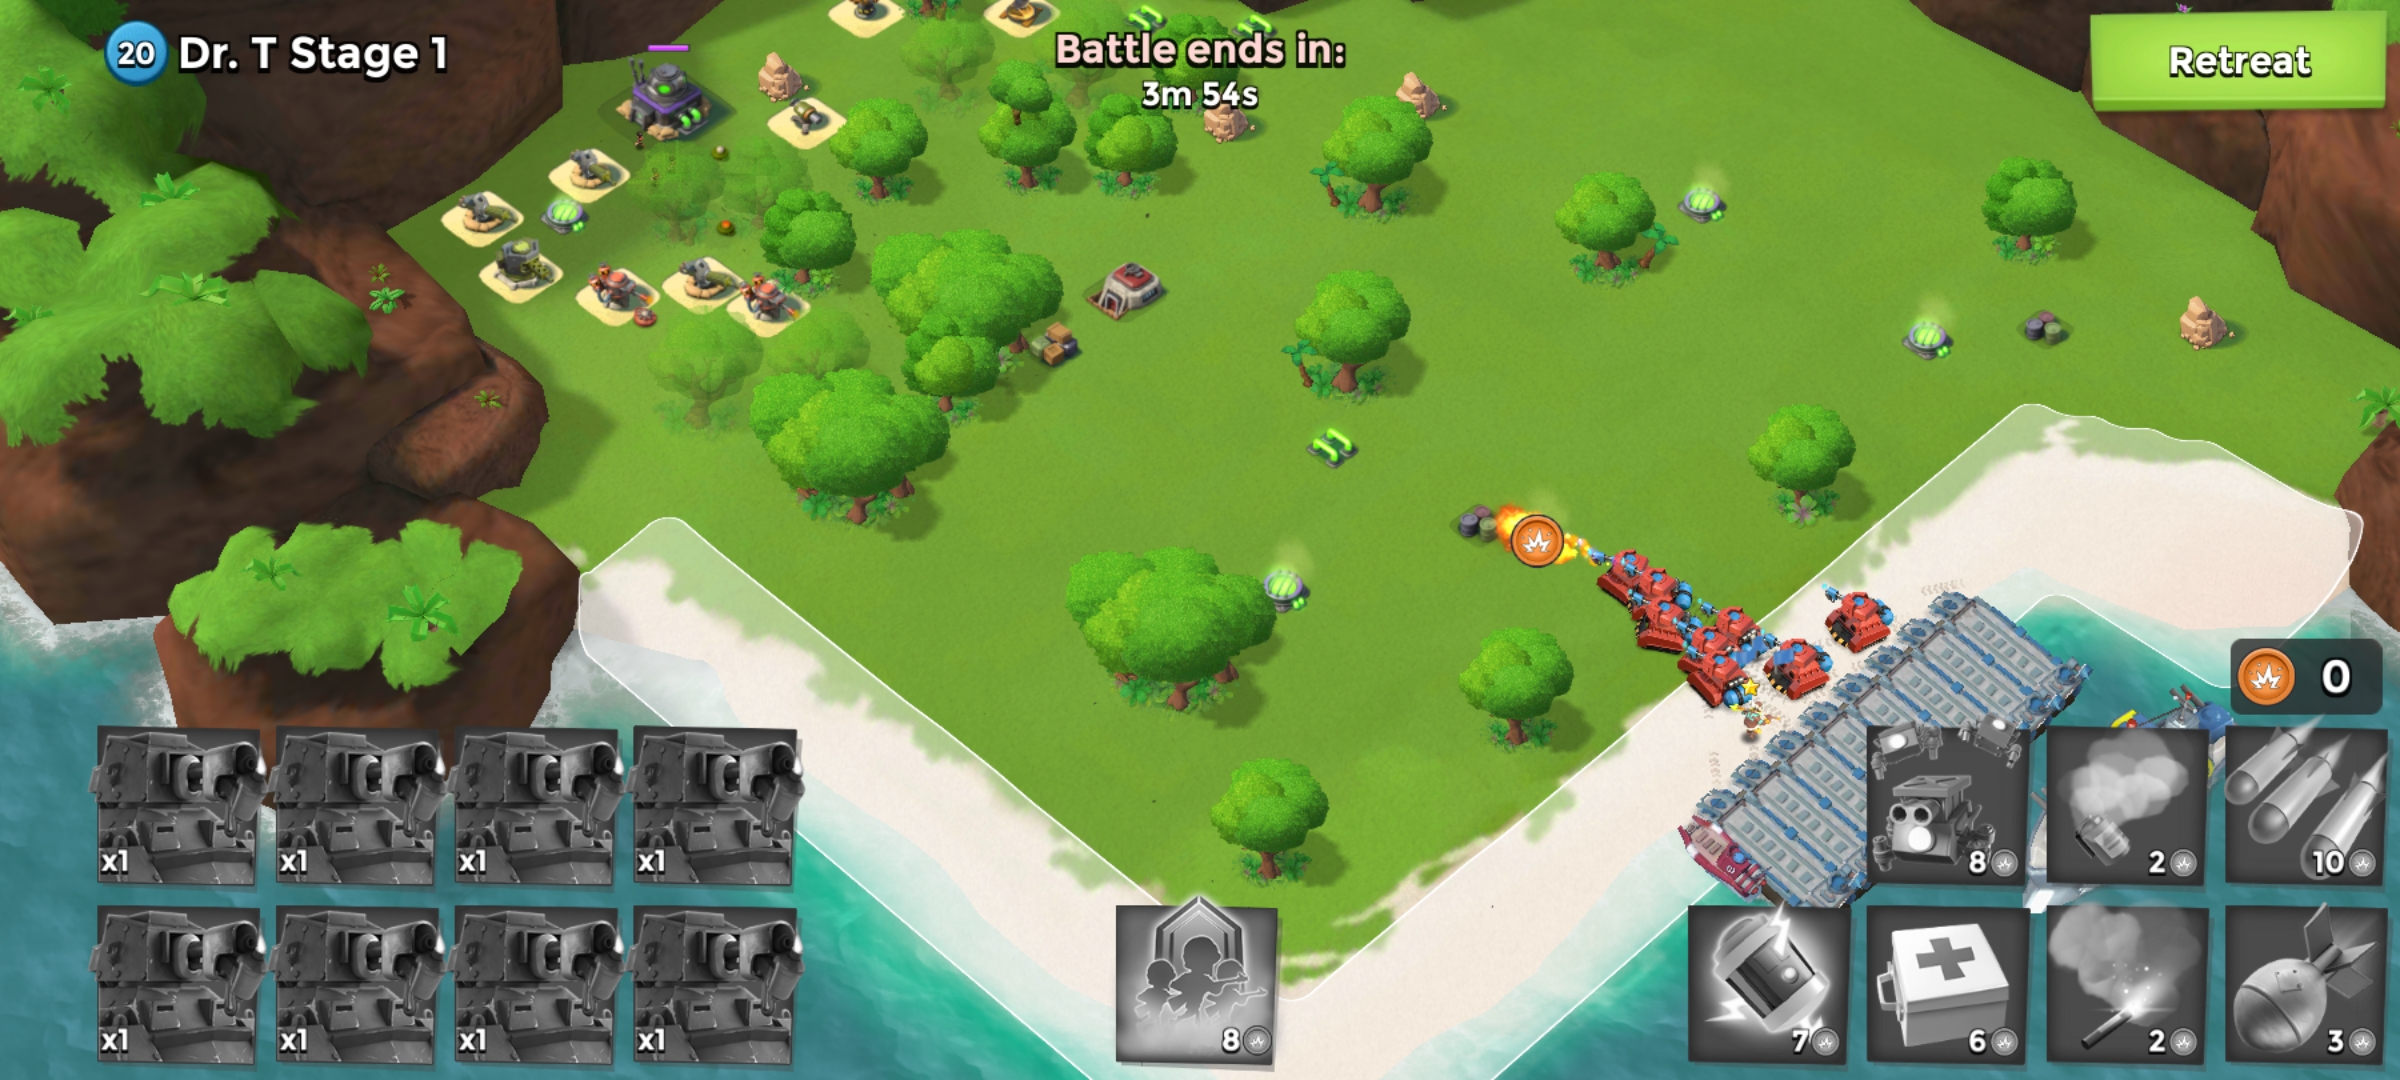 20 Dr. T Stage 1
Battle ends in:
3m 54s
Retreat
0
x1 x1 x1 x1
8 2 10
x1 x1 x1 x1
8
7 6 2 3